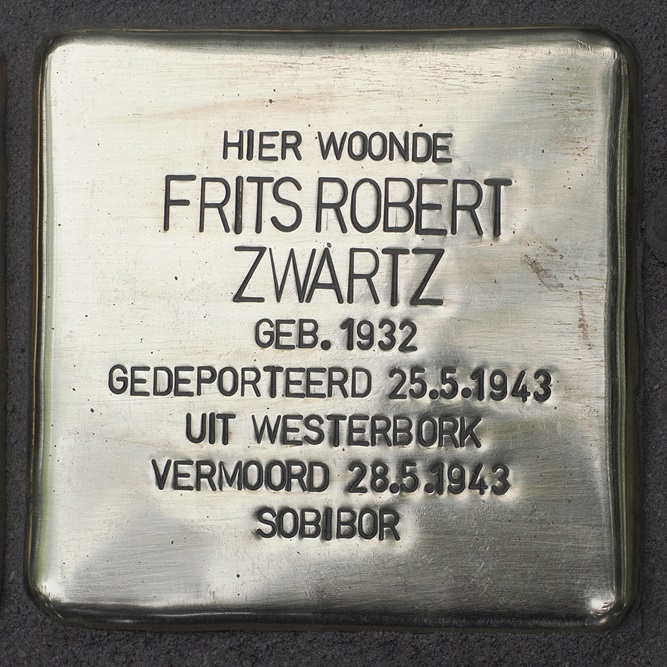 HIER WOONDE
FRITS ROBERT
ZWARTZ
GEB. 1932
GEDEPORTEERD 25.5.1943
UIT WESTERBORK
VERMOORD 28.5.1943
SOBIBOR